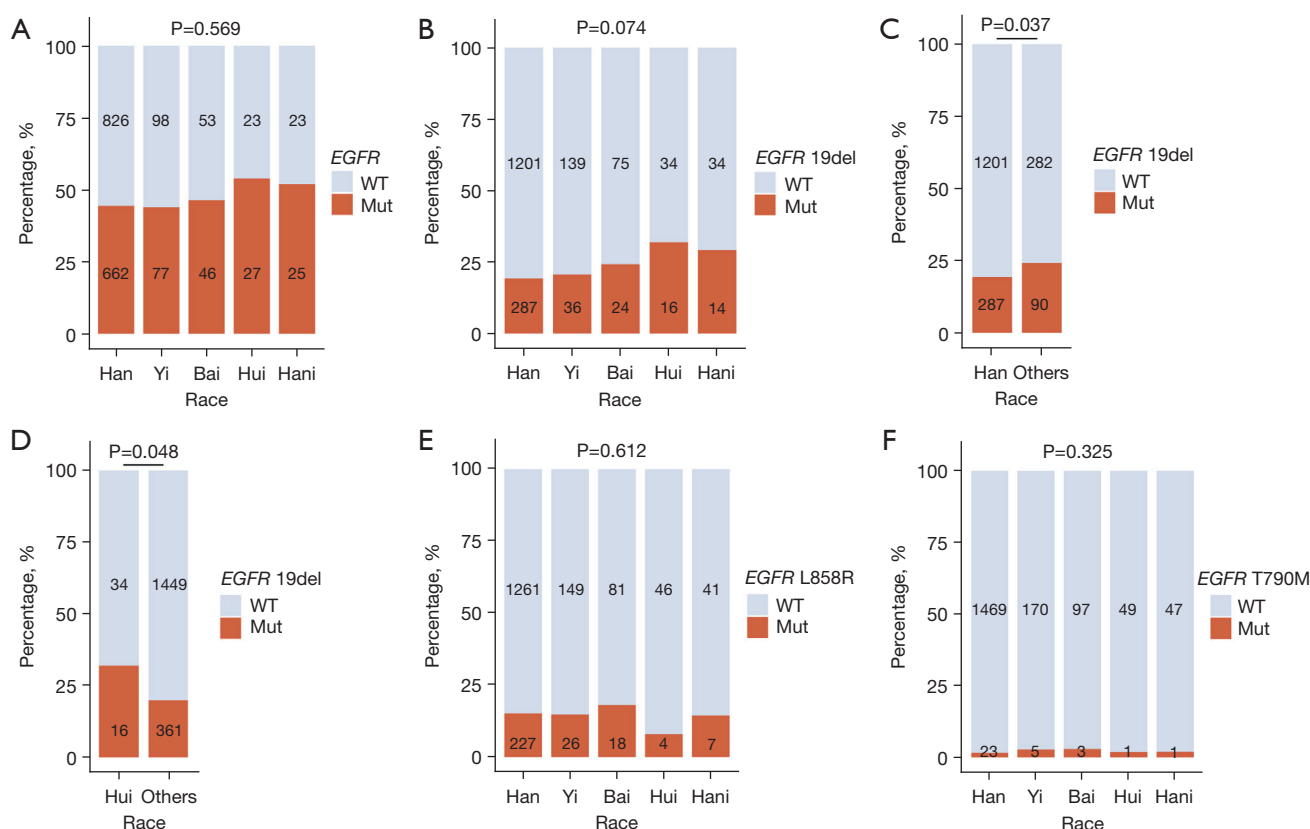 A
P=0.569
100
75
50
25
0
Percentage, %
826 98 53 23 23
662 77 46 27 25
Han Yi Bai Hui Hani
Race
EGFR
WT
Mut
B
P=0.074
100
75
50
25
0
Percentage, %
1201 139 75 34 34
287 36 24 16 14
Han Yi Bai Hui Hani
Race
EGFR 19del
WT
Mut
C
P=0.037
100
75
50
25
0
Percentage, %
1201 282
287 90
Han Others
Race
EGFR 19del
WT
Mut
D
P=0.048
100
75
50
25
0
Percentage, %
34 1449
16 361
Hui Others
Race
EGFR 19del
WT
Mut
E
P=0.612
100
75
50
25
0
Percentage, %
1261 149 81 46 41
227 26 18 4 7
Han Yi Bai Hui Hani
Race
EGFR L858R
WT
Mut
F
P=0.325
100
75
50
25
0
Percentage, %
1469 170 97 49 47
23 5 3 1 1
Han Yi Bai Hui Hani
Race
EGFR T790M
WT
Mut